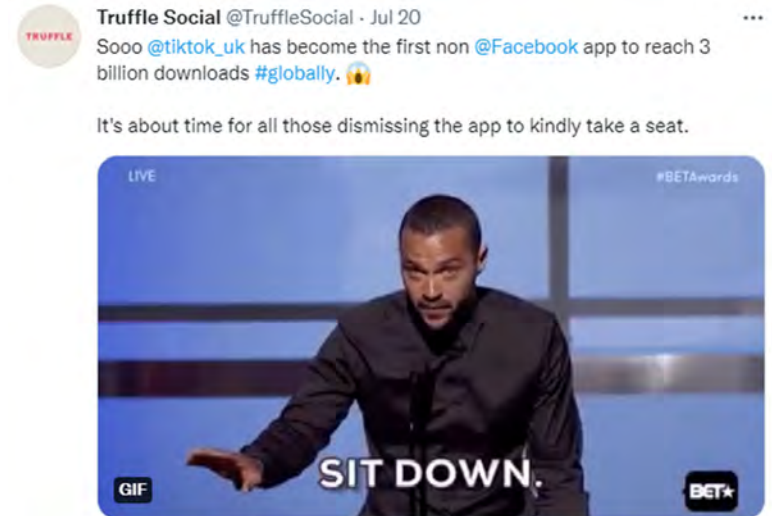 Truffle Social @TruffleSocial · Jul 20
TRUFFLE
Sooo @tiktok_uk has become the first non @Facebook app to reach 3
billion downloads #globally. 😱
It's about time for all those dismissing the app to kindly take a seat.
LIVE
#BETAwards
SIT DOWN.
GIF
BET★